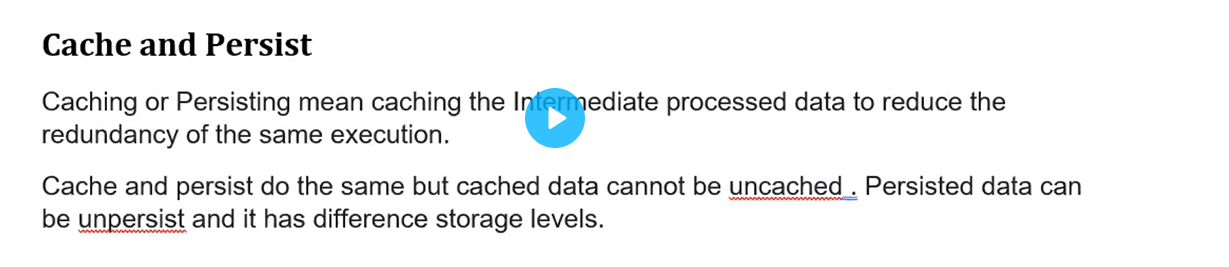 Cache and Persist
Caching or Persisting mean caching the Intermediate processed data to reduce the
redundancy of the same execution.
Cache and persist do the same but cached data cannot be uncached . Persisted data can
be unpersist and it has difference storage levels.